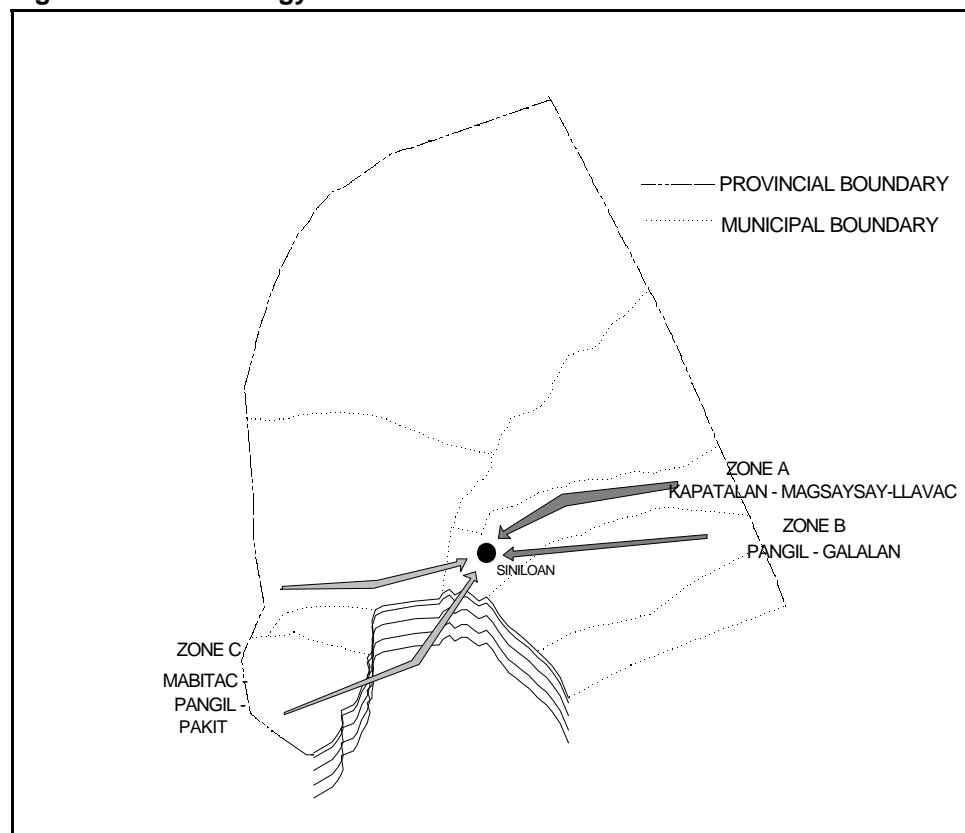 PROVINCIAL BOUNDARY
MUNICIPAL BOUNDARY
ZONE A
KAPATALAN - MAGSAYSAY-LLAVAC
ZONE B
PANGIL - GALALAN
SINILOAN
ZONE C
MABITAC -
PANGIL -
PAKIT